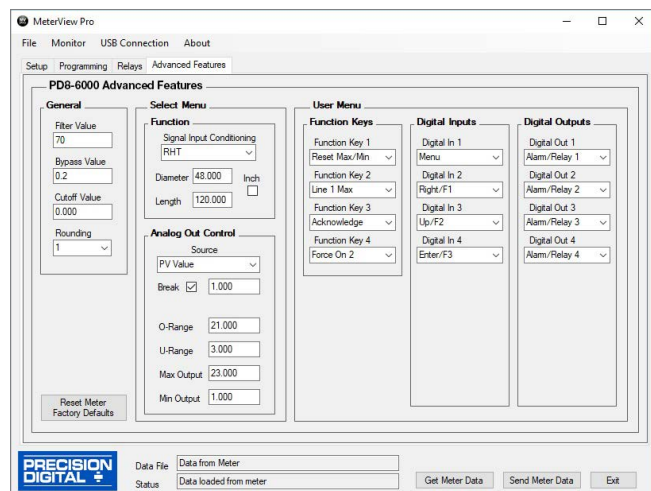 MeterView Pro
File Monitor USB Connection About
Setup Programming Relays Advanced Features
PD8-6000 Advanced Features
General
Filter Value
70
Bypass Value
0.2
Cutoff Value
0.000
Rounding
1
Reset Meter
Factory Defaults
Select Menu
Function
Signal Input Conditioning
RHT
Diameter 48.000 Inch
Length 120.000
Analog Out Control
Source
PV Value
Break 1.000
O-Range 21.000
U-Range 3.000
Max Output 23.000
Min Output 1.000
User Menu
Function Keys
Function Key 1
Reset Max/Min
Function Key 2
Line 1 Max
Function Key 3
Acknowledge
Function Key 4
Force On 2
Digital Inputs
Digital In 1
Menu
Digital In 2
Right/F1
Digital In 3
Up/F2
Digital In 4
Enter/F3
Digital Outputs
Digital Out 1
Alarm/Relay 1
Digital Out 2
Alarm/Relay 2
Digital Out 3
Alarm/Relay 3
Digital Out 4
Alarm/Relay 4
PRECISION
DIGITAL
Data File Data from Meter
Status Data loaded from meter
Get Meter Data Send Meter Data Exit